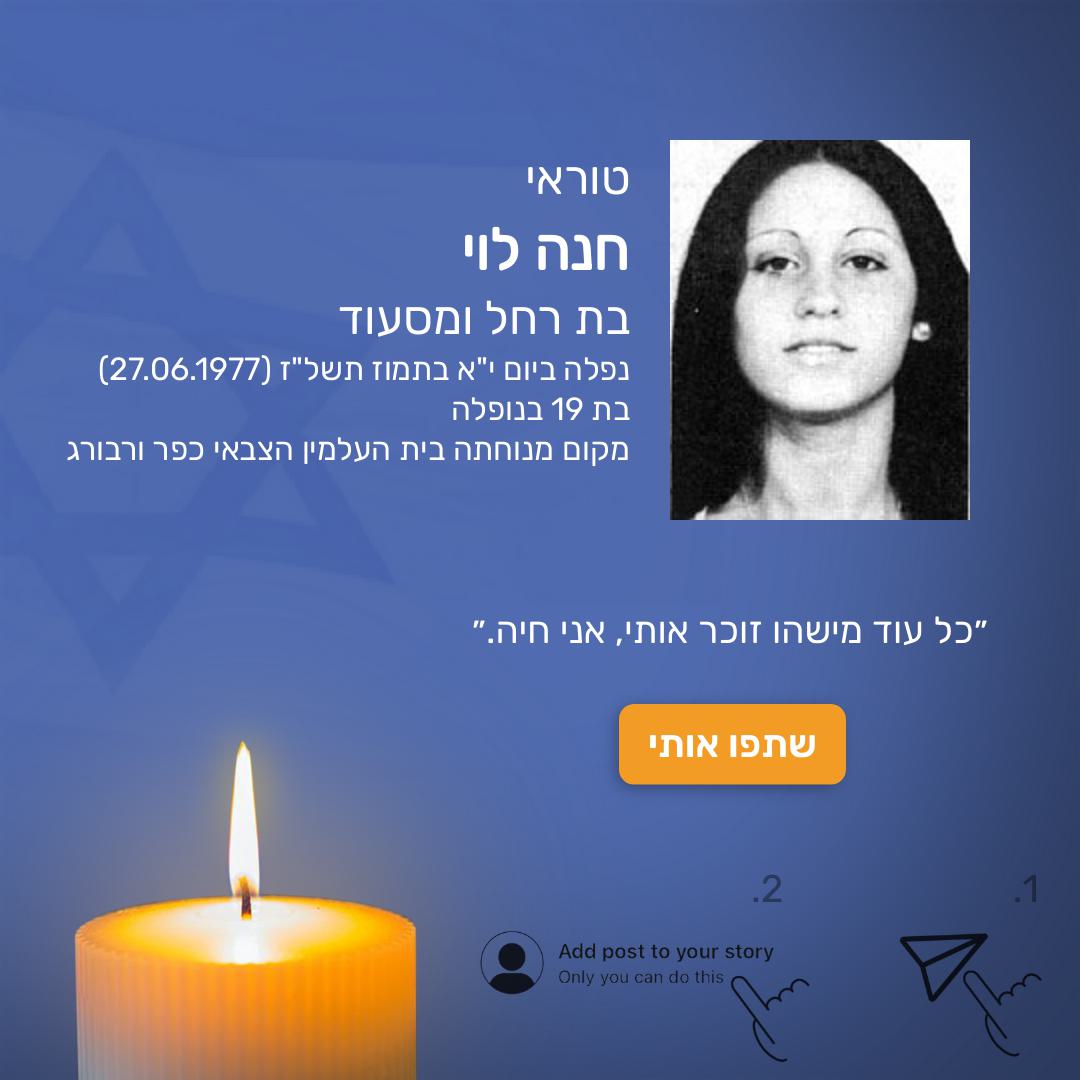 טוראי
חנה לוי
בת רחל ומסעוד
נפלה ביום י"א בתמוז תשל"ז (27.06.1977)
בת 19 בנופלה
מקום מנוחתה בית העלמין הצבאי כפר ורבורג
״כל עוד מישהו זוכר אותי, אני חיה.״
שתפו אותי
.1
.2
Add post to your story
Only you can do this